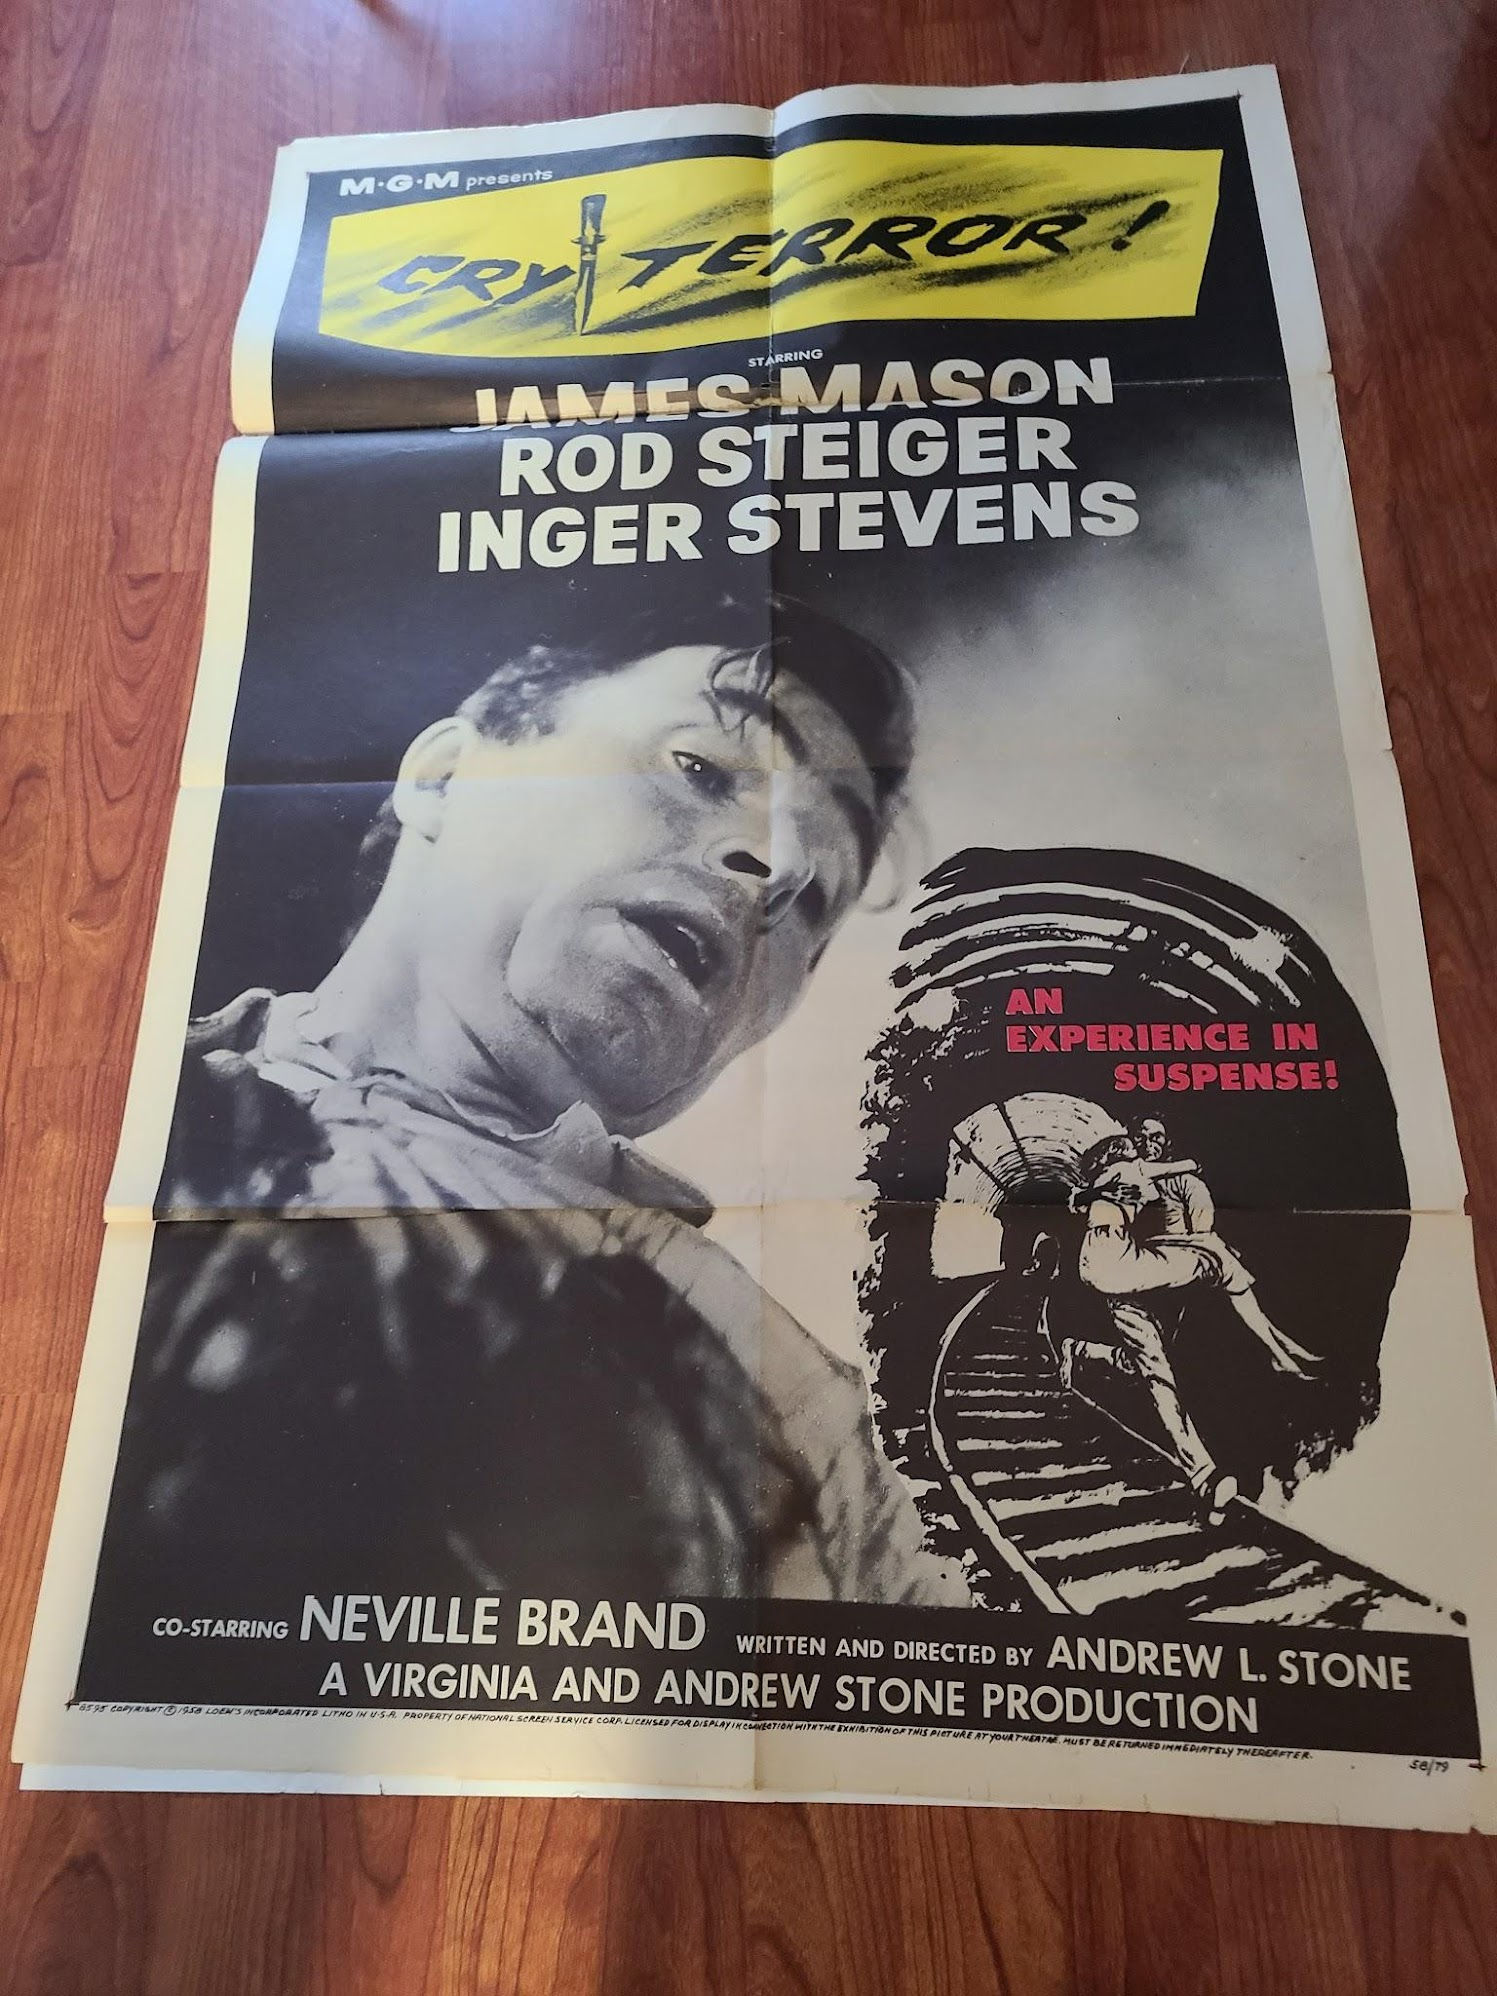 M·G·M presents
CRY TERROR!
STARRING
JAMES MASON
ROD STEIGER
INGER STEVENS
AN
EXPERIENCE IN
SUSPENSE!
CO-STARRING NEVILLE BRAND WRITTEN AND DIRECTED BY ANDREW L. STONE
A VIRGINIA AND ANDREW STONE PRODUCTION
8595 COPYRIGHT © 1958 LOEW'S INCORPORATED LITHO IN U.S.A. PROPERTY OF NATIONAL SCREEN SERVICE CORP. LICENSED FOR DISPLAY IN CONNECTION WITH THE EXHIBITION OF THIS PICTURE AT YOUR THEATRE. MUST BE RETURNED IMMEDIATELY THEREAFTER.
58/79